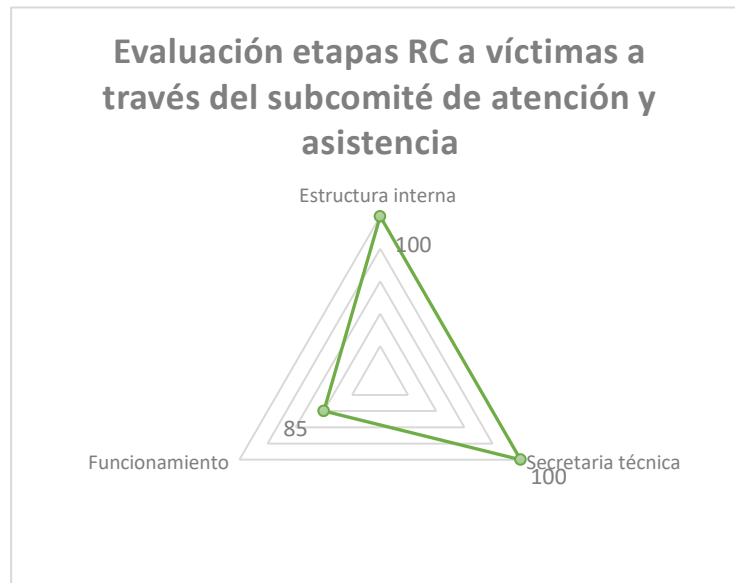 Evaluación etapas RC a víctimas a
través del subcomité de atención y
asistencia
Estructura interna
100
85
Funcionamiento
Secretaria técnica
100